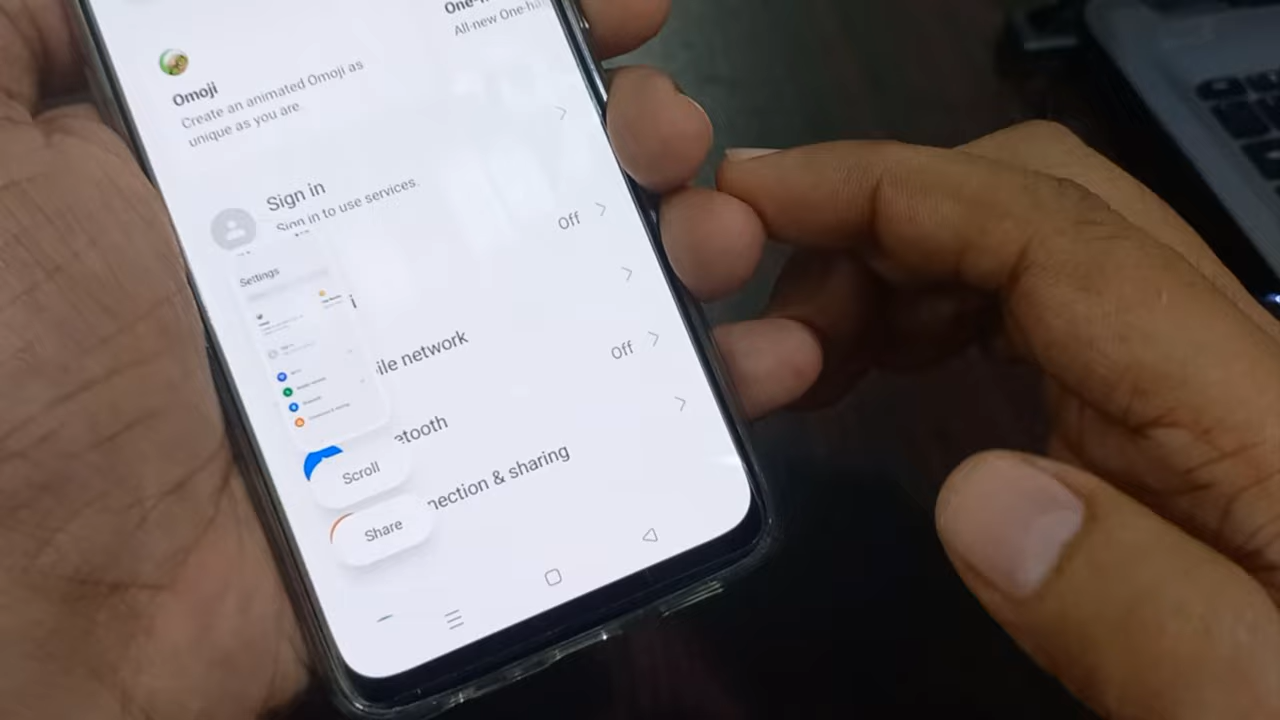 One-
All-new One-ha
Omoji
Create an animated Omoji as
unique as you are.
Sign in
Sign in to use services.
Off
Settings
i
ile network
Off
etooth
nection & sharing
Scroll
Share